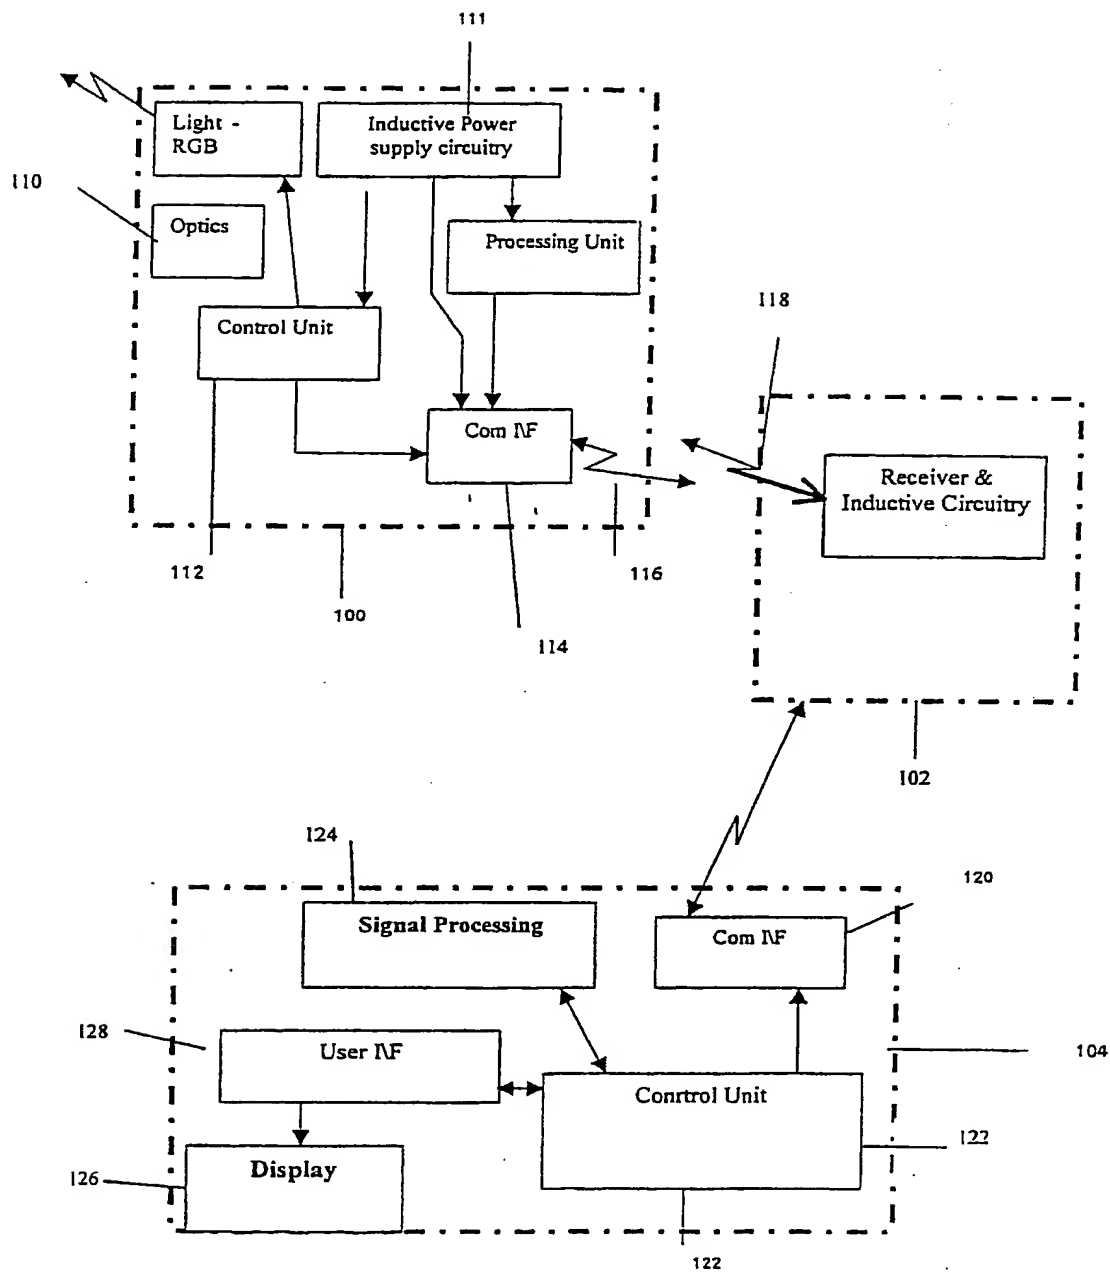 111
Light -
RGB
Inductive Power
supply circuitry
110
Optics
Processing Unit
118
Control Unit
Com I\F
Receiver &
Inductive Circuitry
112
100
116
114
102
124
120
Signal Processing
Com I\F
128
User I\F
104
Conrtrol Unit
122
Display
126
122